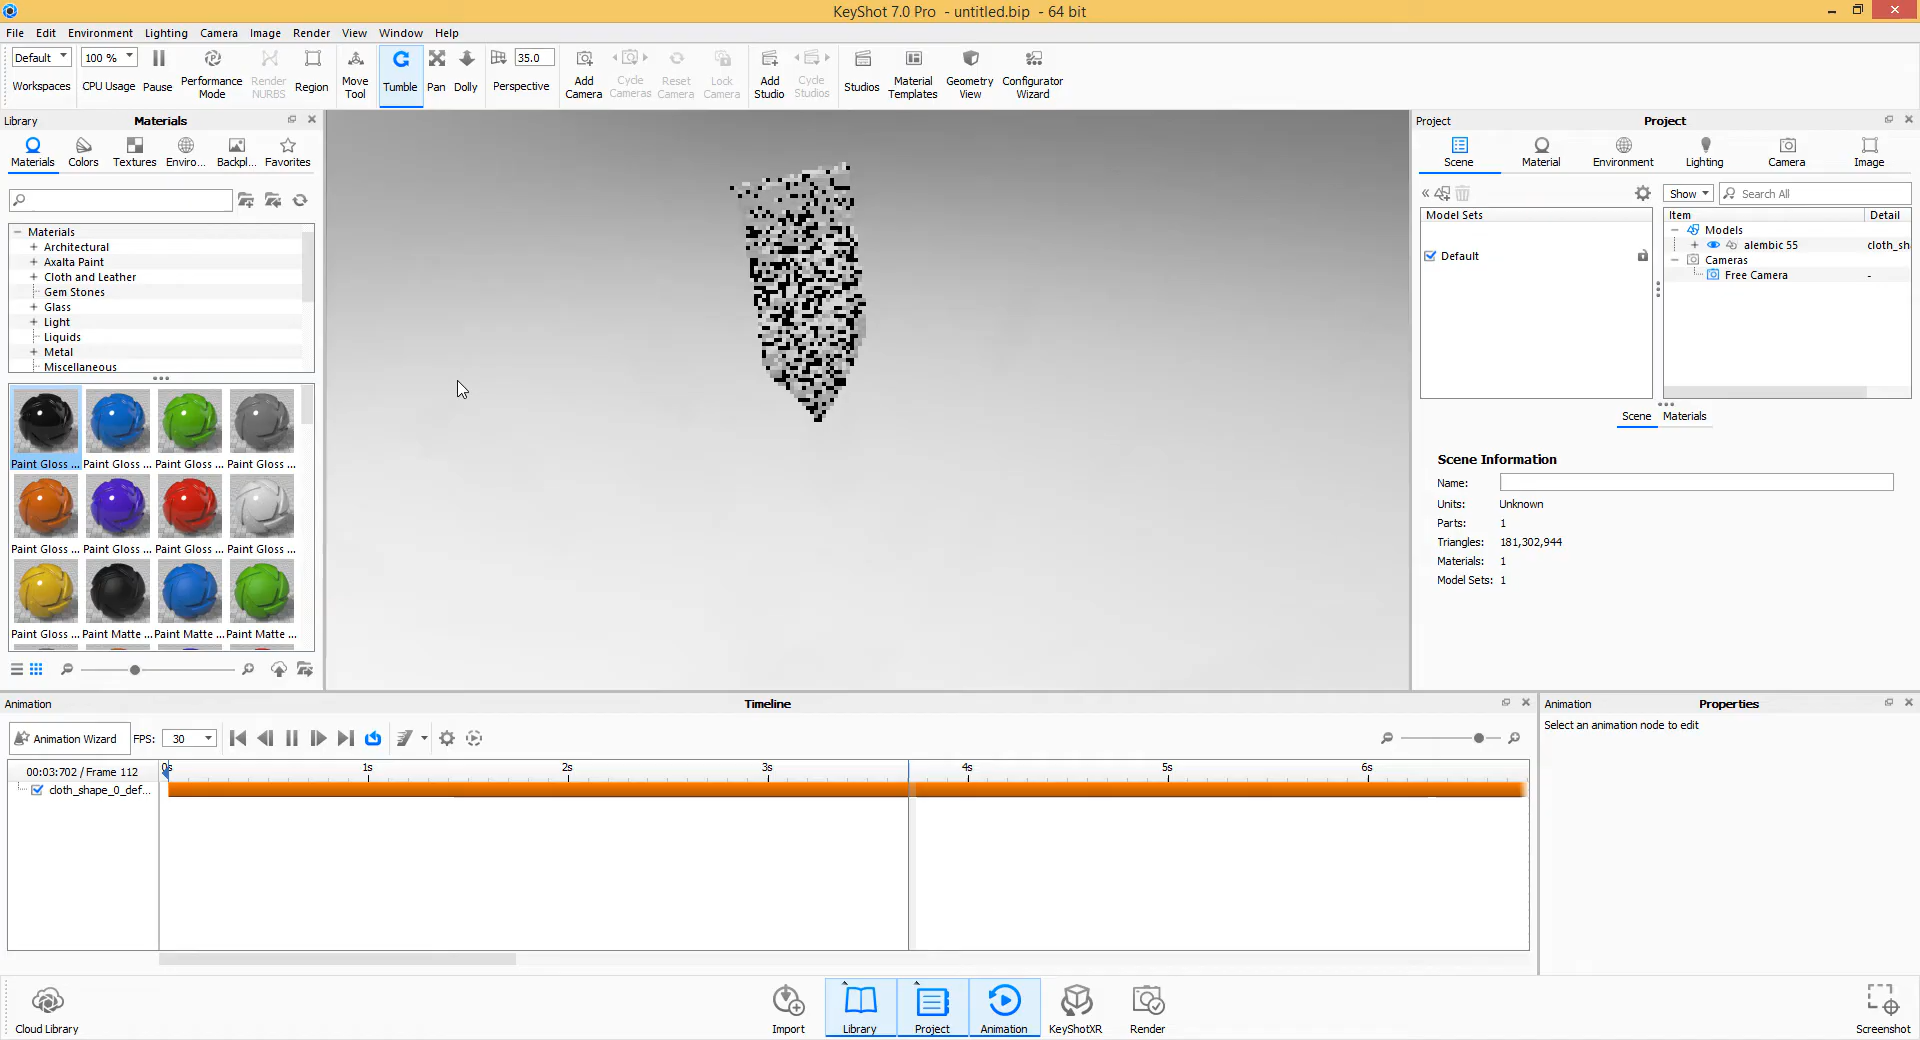 KeyShot 7.0 Pro - untitled.bip - 64 bit
File Edit Environment Lighting Camera Image Render View Window Help
Default 100 % 35.0
Workspaces CPU Usage Pause Performance Mode Render NURBS Region Move Tool Tumble Pan Dolly Perspective Add Camera Cycle Cameras Reset Camera Lock Camera Add Studio Cycle Studios Studios Material Templates Geometry View Configurator Wizard
Library Materials
Materials Colors Textures Enviro... Backpl... Favorites
Materials
Architectural
Axalta Paint
Cloth and Leather
Gem Stones
Glass
Light
Liquids
Metal
Miscellaneous
Paint Gloss ... Paint Gloss ... Paint Gloss ... Paint Gloss ...
Paint Gloss ... Paint Gloss ... Paint Gloss ... Paint Gloss ...
Paint Gloss ... Paint Matte ... Paint Matte ... Paint Matte ...
Project Project
Scene Material Environment Lighting Camera Image
Show Search All
Model Sets
Default
Item Detail
Models
alembic 55 cloth_sh
Cameras
Free Camera -
Scene Materials
Scene Information
Name:
Units: Unknown
Parts: 1
Triangles: 181,302,944
Materials: 1
Model Sets: 1
Animation Timeline
Animation Wizard FPS: 30
00:03:702 / Frame 112
0s 1s 2s 3s 4s 5s 6s
cloth_shape_0_def...
Animation Properties
Select an animation node to edit
Cloud Library Import Library Project Animation KeyShotXR Render Screenshot